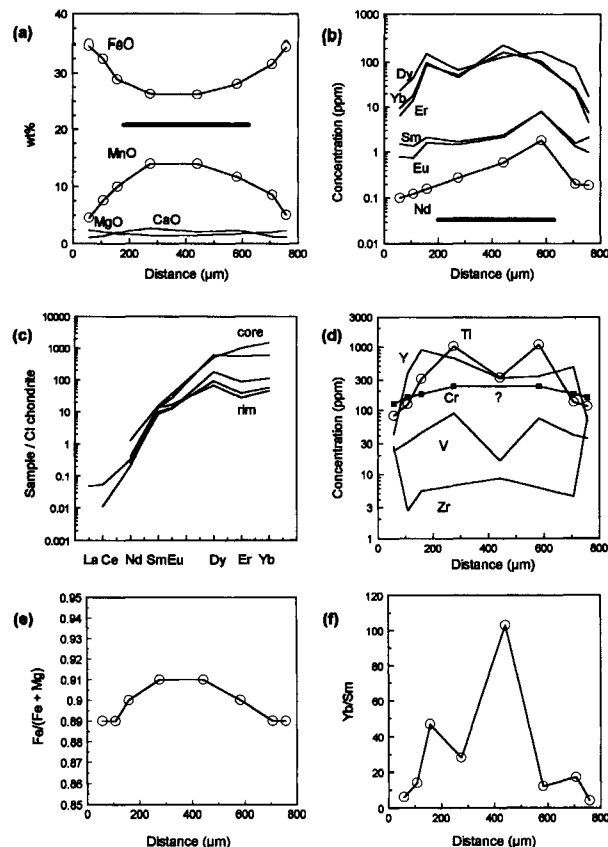 (a)
40
30
20
10
0
wt%
FeO
MnO
MgO
CaO
0 200 400 600 800
Distance (µm)
(b)
1000
100
10
1
0.1
0.01
Concentration (ppm)
Dy
Yb
Er
Sm
Eu
Nd
0 200 400 600 800
Distance (µm)
(c)
10000
1000
100
10
1
0.1
0.01
0.001
Sample / CI chondrite
core
rim
La Ce Nd SmEu Dy Er Yb
(d)
3000
1000
300
100
30
10
3
1
Concentration (ppm)
Y
Ti
Cr
?
V
Zr
0 200 400 600 800
Distance (µm)
(e)
0.95
0.94
0.93
0.92
0.91
0.90
0.89
0.88
0.87
0.86
0.85
Fe/(Fe + Mg)
0 200 400 600 800
Distance (µm)
(f)
120
100
80
60
40
20
0
Yb/Sm
0 200 400 600 800
Distance (µm)